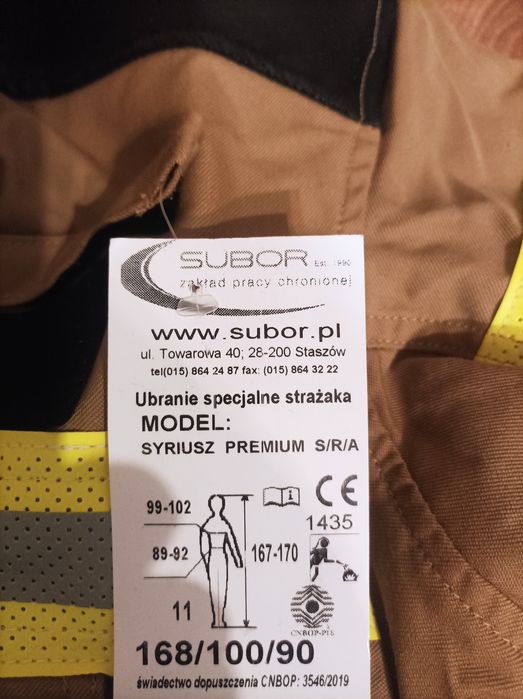 SUBOR Est. 1990
zakład pracy chronionej
www.subor.pl
ul. Towarowa 40; 28-200 Staszów
tel(015) 864 24 87 fax: (015) 864 32 22
Ubranie specjalne strażaka
MODEL:
SYRIUSZ PREMIUM S/R/A
99-102
i CE
1435
89-92
167-170
11
CNBOP-PIB
168/100/90
świadectwo dopuszczenia CNBOP: 3546/2019